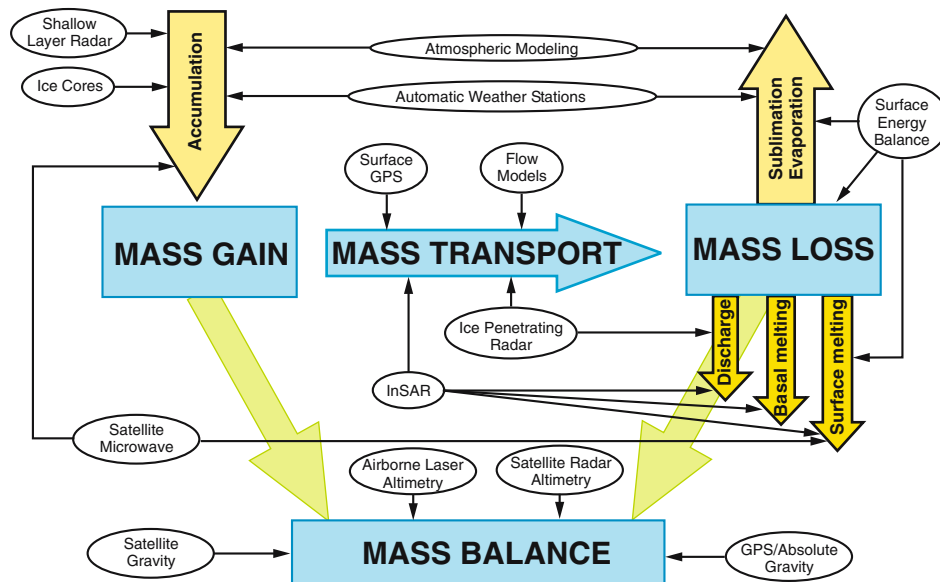 Shallow
Layer Radar
Ice Cores
Accumulation
Atmospheric Modeling
Automatic Weather Stations
Sublimation
Evaporation
Surface
Energy
Balance
Surface
GPS
Flow
Models
MASS GAIN
MASS TRANSPORT
MASS LOSS
Ice Penetrating
Radar
InSAR
Discharge
Basal melting
Surface melting
Satellite
Microwave
Airborne Laser
Altimetry
Satellite Radar
Altimetry
Satellite
Gravity
MASS BALANCE
GPS/Absolute
Gravity